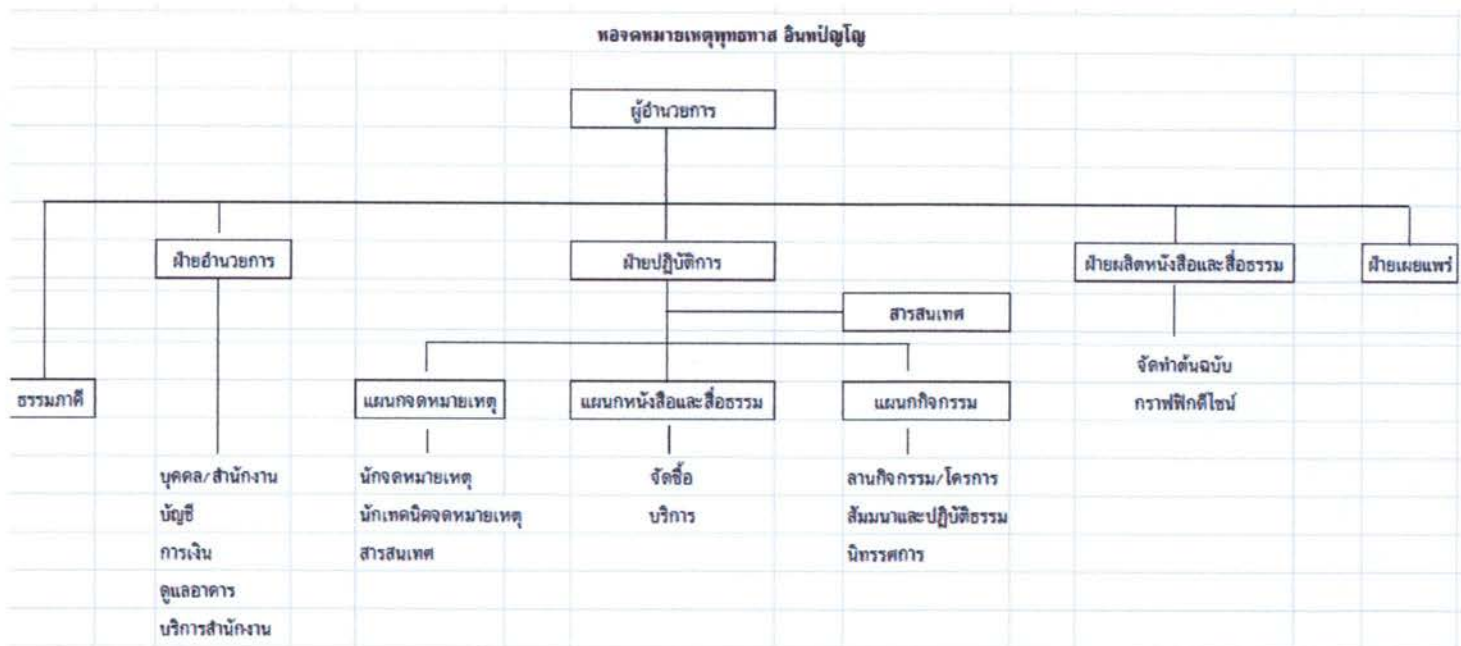 หอจดหมายเหตุพุทธทาส อินทปัญโญ
ผู้อำนวยการ
ฝ่ายอำนวยการ
ฝ่ายปฏิบัติการ
ฝ่ายผลิตหนังสือและสื่อธรรม
ฝ่ายเผยแพร่
สารสนเทศ
จัดทำต้นฉบับ
กราฟฟิกดีไซน์
ธรรมภาคี
แผนกจดหมายเหตุ
แผนกหนังสือและสื่อธรรม
แผนกกิจกรรม
บุคคล/สำนักงาน
บัญชี
การเงิน
ดูแลอาคาร
บริการสำนักงาน
นักจดหมายเหตุ
นักเทคนิคจดหมายเหตุ
สารสนเทศ
จัดซื้อ
บริการ
ลานกิจกรรม/โครการ
สัมมนาและปฏิบัติธรรม
นิทรรศการ